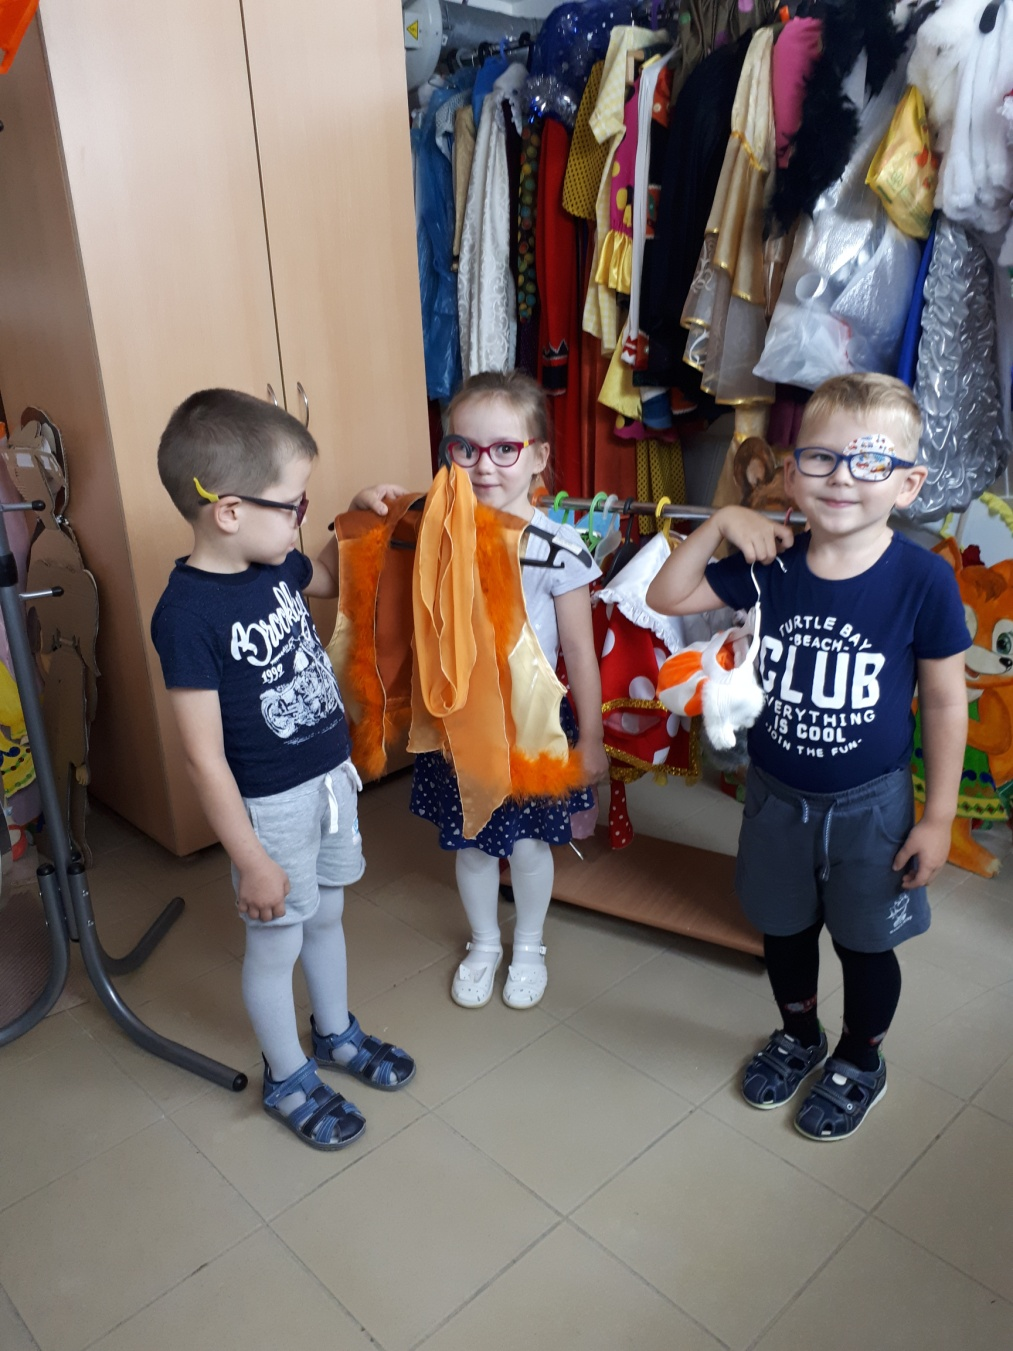 Brooklyn
1992
TURTLE BAY
-BEACH-
CLUB
EVERYTHING
IS COOL
-JOIN THE FUN-